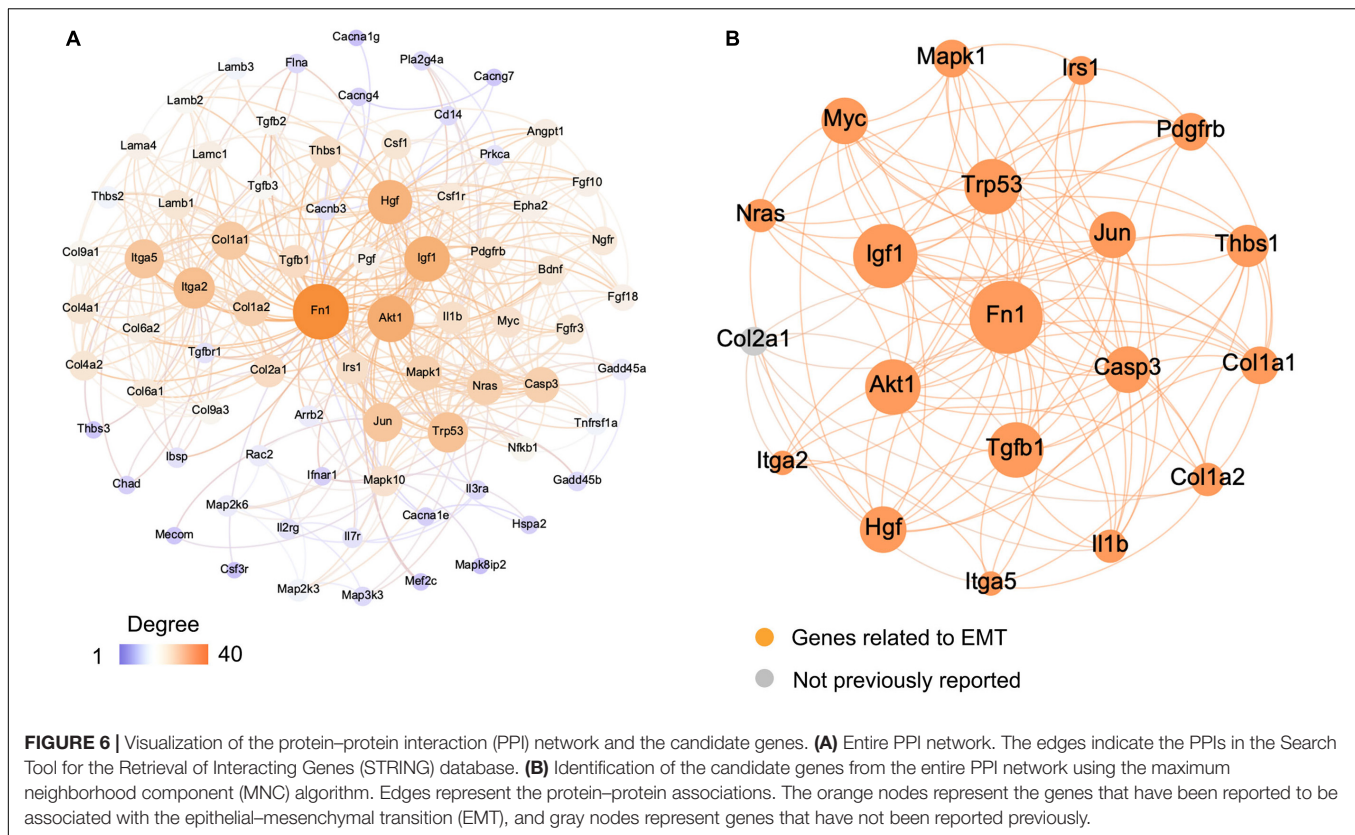 A
Cacna1g
Lamb3
Flna
Pla2g4a
Cacng7
Lamb2
Cacng4
Tgfb2
Cd14
Angpt1
Lama4
Lamc1
Thbs1
Csf1
Prkca
Thbs2
Tgfb3
Csf1r
Fgf10
Lamb1
Cacnb3
Hgf
Epha2
Col9a1
Itga5
Col1a1
Tgfb1
Pgf
Igf1
Pdgfrb
Ngfr
Bdnf
Itga2
Fgf18
Col4a1
Col1a2
Fn1
Akt1
Il1b
Myc
Fgfr3
Col6a2
Tgfbr1
Col4a2
Col2a1
Irs1
Mapk1
Nras
Casp3
Gadd45a
Col6a1
Col9a3
Arrb2
Jun
Trp53
Tnfrsf1a
Thbs3
Ibsp
Rac2
Nfkb1
Chad
Ifnar1
Mapk10
Il3ra
Gadd45b
Map2k6
Il2rg
Cacna1e
Hspa2
Mecom
Il7r
Csf3r
Mapk8ip2
Map2k3
Map3k3
Mef2c
Degree
1 40
B
Mapk1
Irs1
Myc
Pdgfrb
Trp53
Nras
Jun
Thbs1
Igf1
Fn1
Col2a1
Casp3
Col1a1
Akt1
Tgfb1
Itga2
Col1a2
Hgf
Il1b
Itga5
Genes related to EMT
Not previously reported
FIGURE 6 | Visualization of the protein–protein interaction (PPI) network and the candidate genes. (A) Entire PPI network. The edges indicate the PPIs in the Search
Tool for the Retrieval of Interacting Genes (STRING) database. (B) Identification of the candidate genes from the entire PPI network using the maximum
neighborhood component (MNC) algorithm. Edges represent the protein–protein associations. The orange nodes represent the genes that have been reported to be
associated with the epithelial–mesenchymal transition (EMT), and gray nodes represent genes that have not been reported previously.